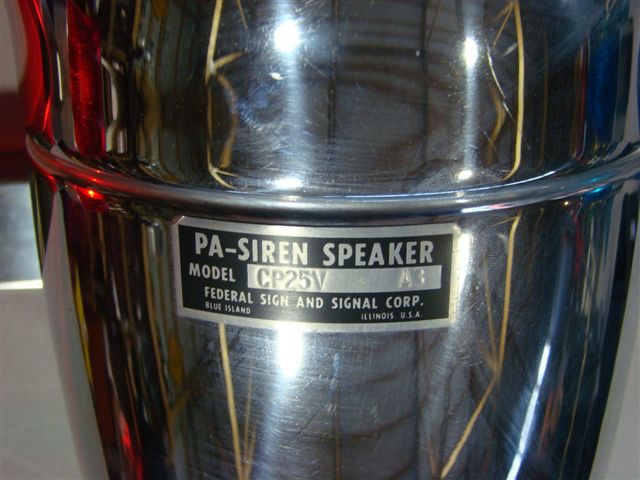 PA-SIREN SPEAKER
MODEL CP25V A3
FEDERAL SIGN AND SIGNAL CORP.
BLUE ISLAND ILLINOIS, U.S.A.